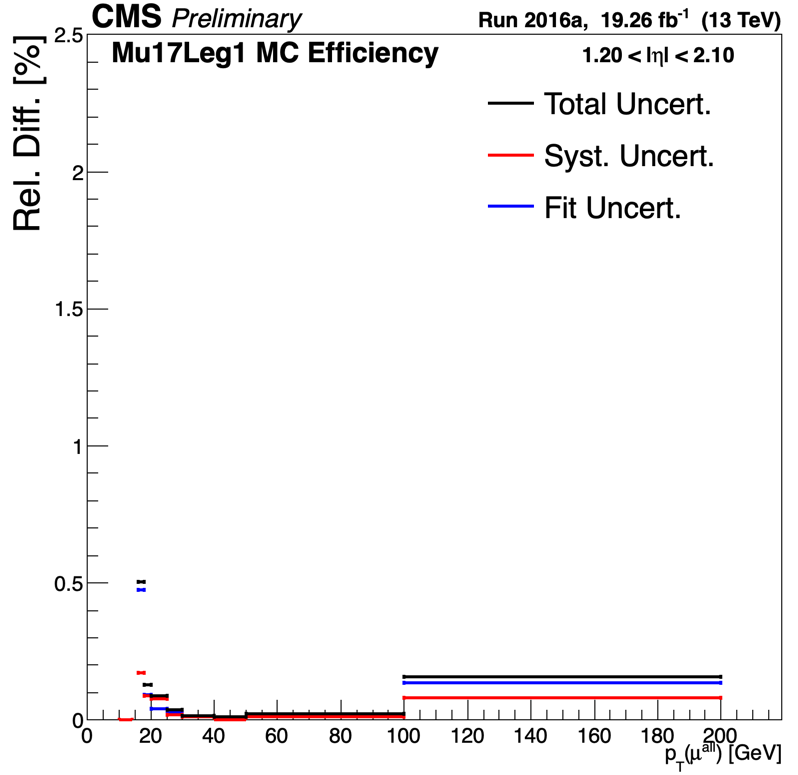 CMS Preliminary Run 2016a, 19.26 fb⁻¹ (13 TeV)
Mu17Leg1 MC Efficiency 1.20 < |η| < 2.10
Total Uncert.
Syst. Uncert.
Fit Uncert.
Rel. Diff. [%]
2.5
2
1.5
1
0.5
0
0 20 40 60 80 100 120 140 160 180 200
p_T(μ^all) [GeV]